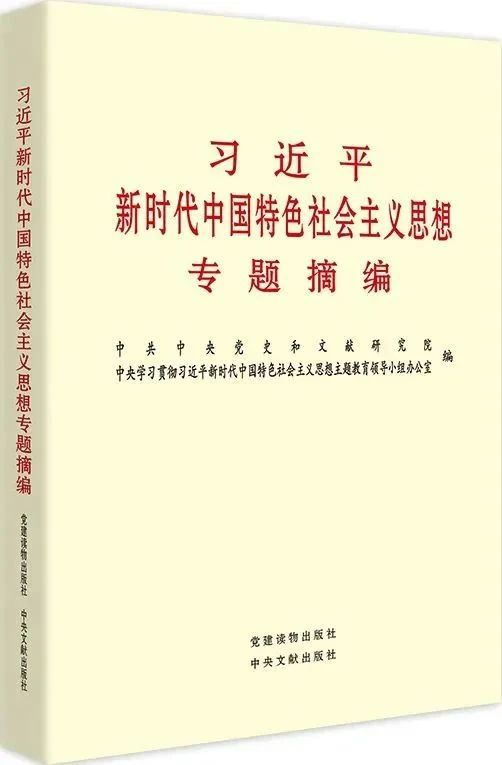 习近平
新时代中国特色社会主义思想
专题摘编
中共中央党史和文献研究院
中央学习贯彻习近平新时代中国特色社会主义思想主题教育领导小组办公室
编
党建读物出版社
中央文献出版社
习近平新时代中国特色社会主义思想专题摘编
党建读物出版社 中央文献出版社